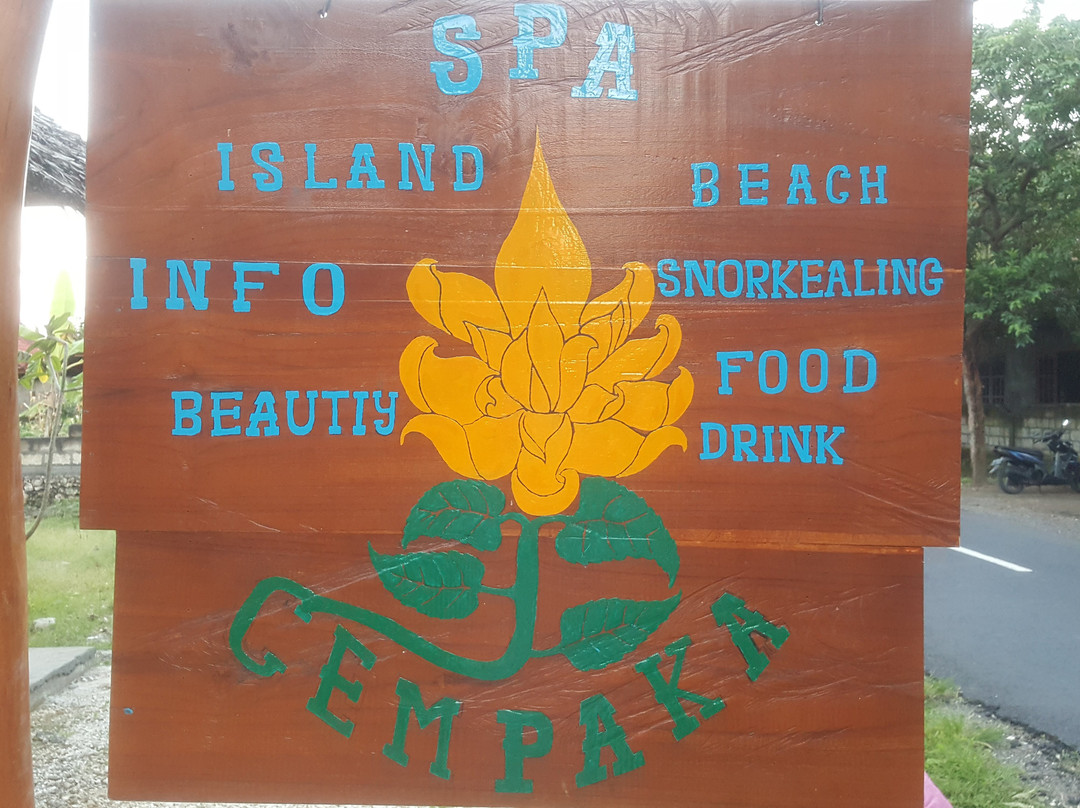 SPA
ISLAND
BEACH
INFO
SNORKEALING
BEAUTIY
FOOD
DRINK
CEMPAKA